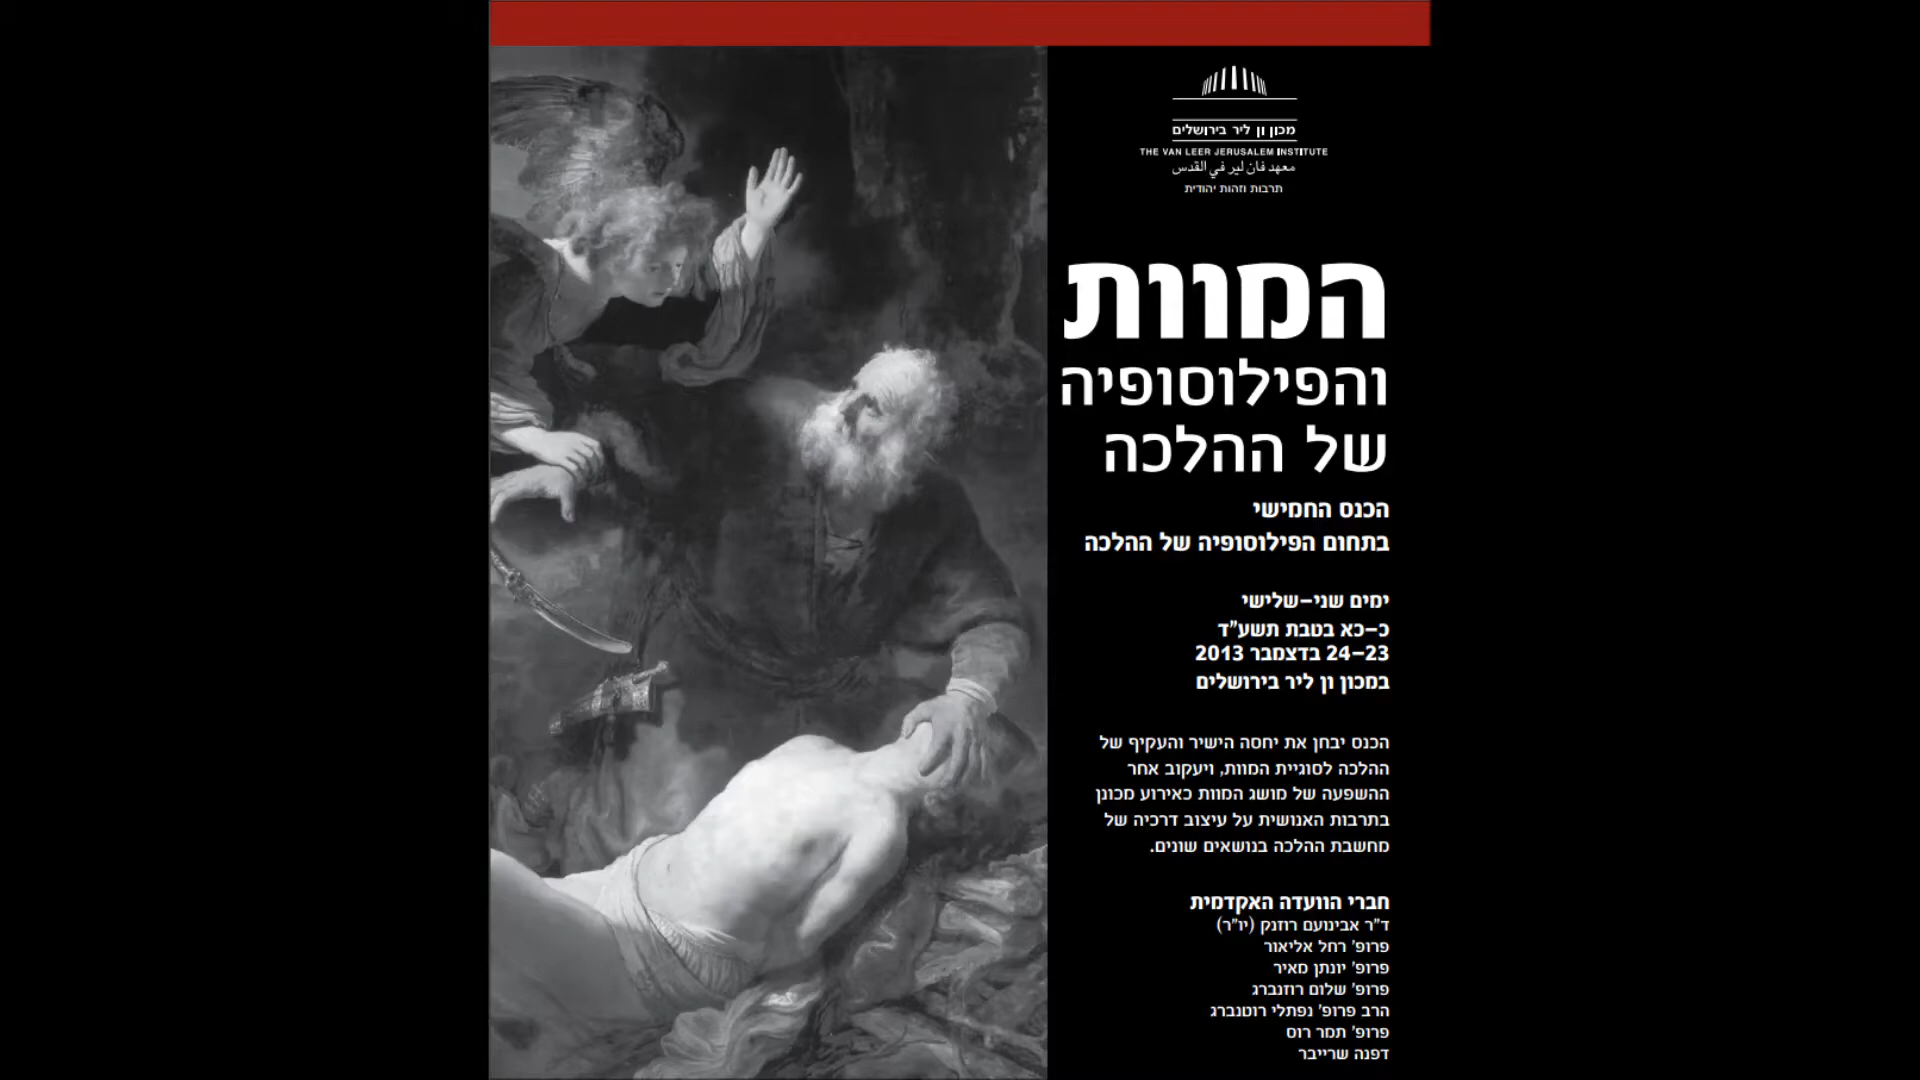 מכון ון ליר בירושלים
THE VAN LEER JERUSALEM INSTITUTE
معهد فان لير في القدس
תרבות וזהות יהודית
המוות
והפילוסופיה
של ההלכה
הכנס החמישי
בתחום הפילוסופיה של ההלכה
ימים שני–שלישי
כ–כא בטבת תשע"ד
23–24 בדצמבר 2013
במכון ון ליר בירושלים
הכנס יבחן את יחסה הישיר והעקיף של
ההלכה לסוגיית המוות, ויעקוב אחר
ההשפעה של מושג המוות כאירוע מכונן
בתרבות האנושית על עיצוב דרכיה של
מחשבת ההלכה בנושאים שונים.
חברי הוועדה האקדמית
ד"ר אבינועם רוזנק (יו"ר)
פרופ' רחל אליאור
פרופ' יונתן מאיר
פרופ' שלום רוזנברג
הרב פרופ' נפתלי רוטנברג
פרופ' תמר רוס
דפנה שרייבר